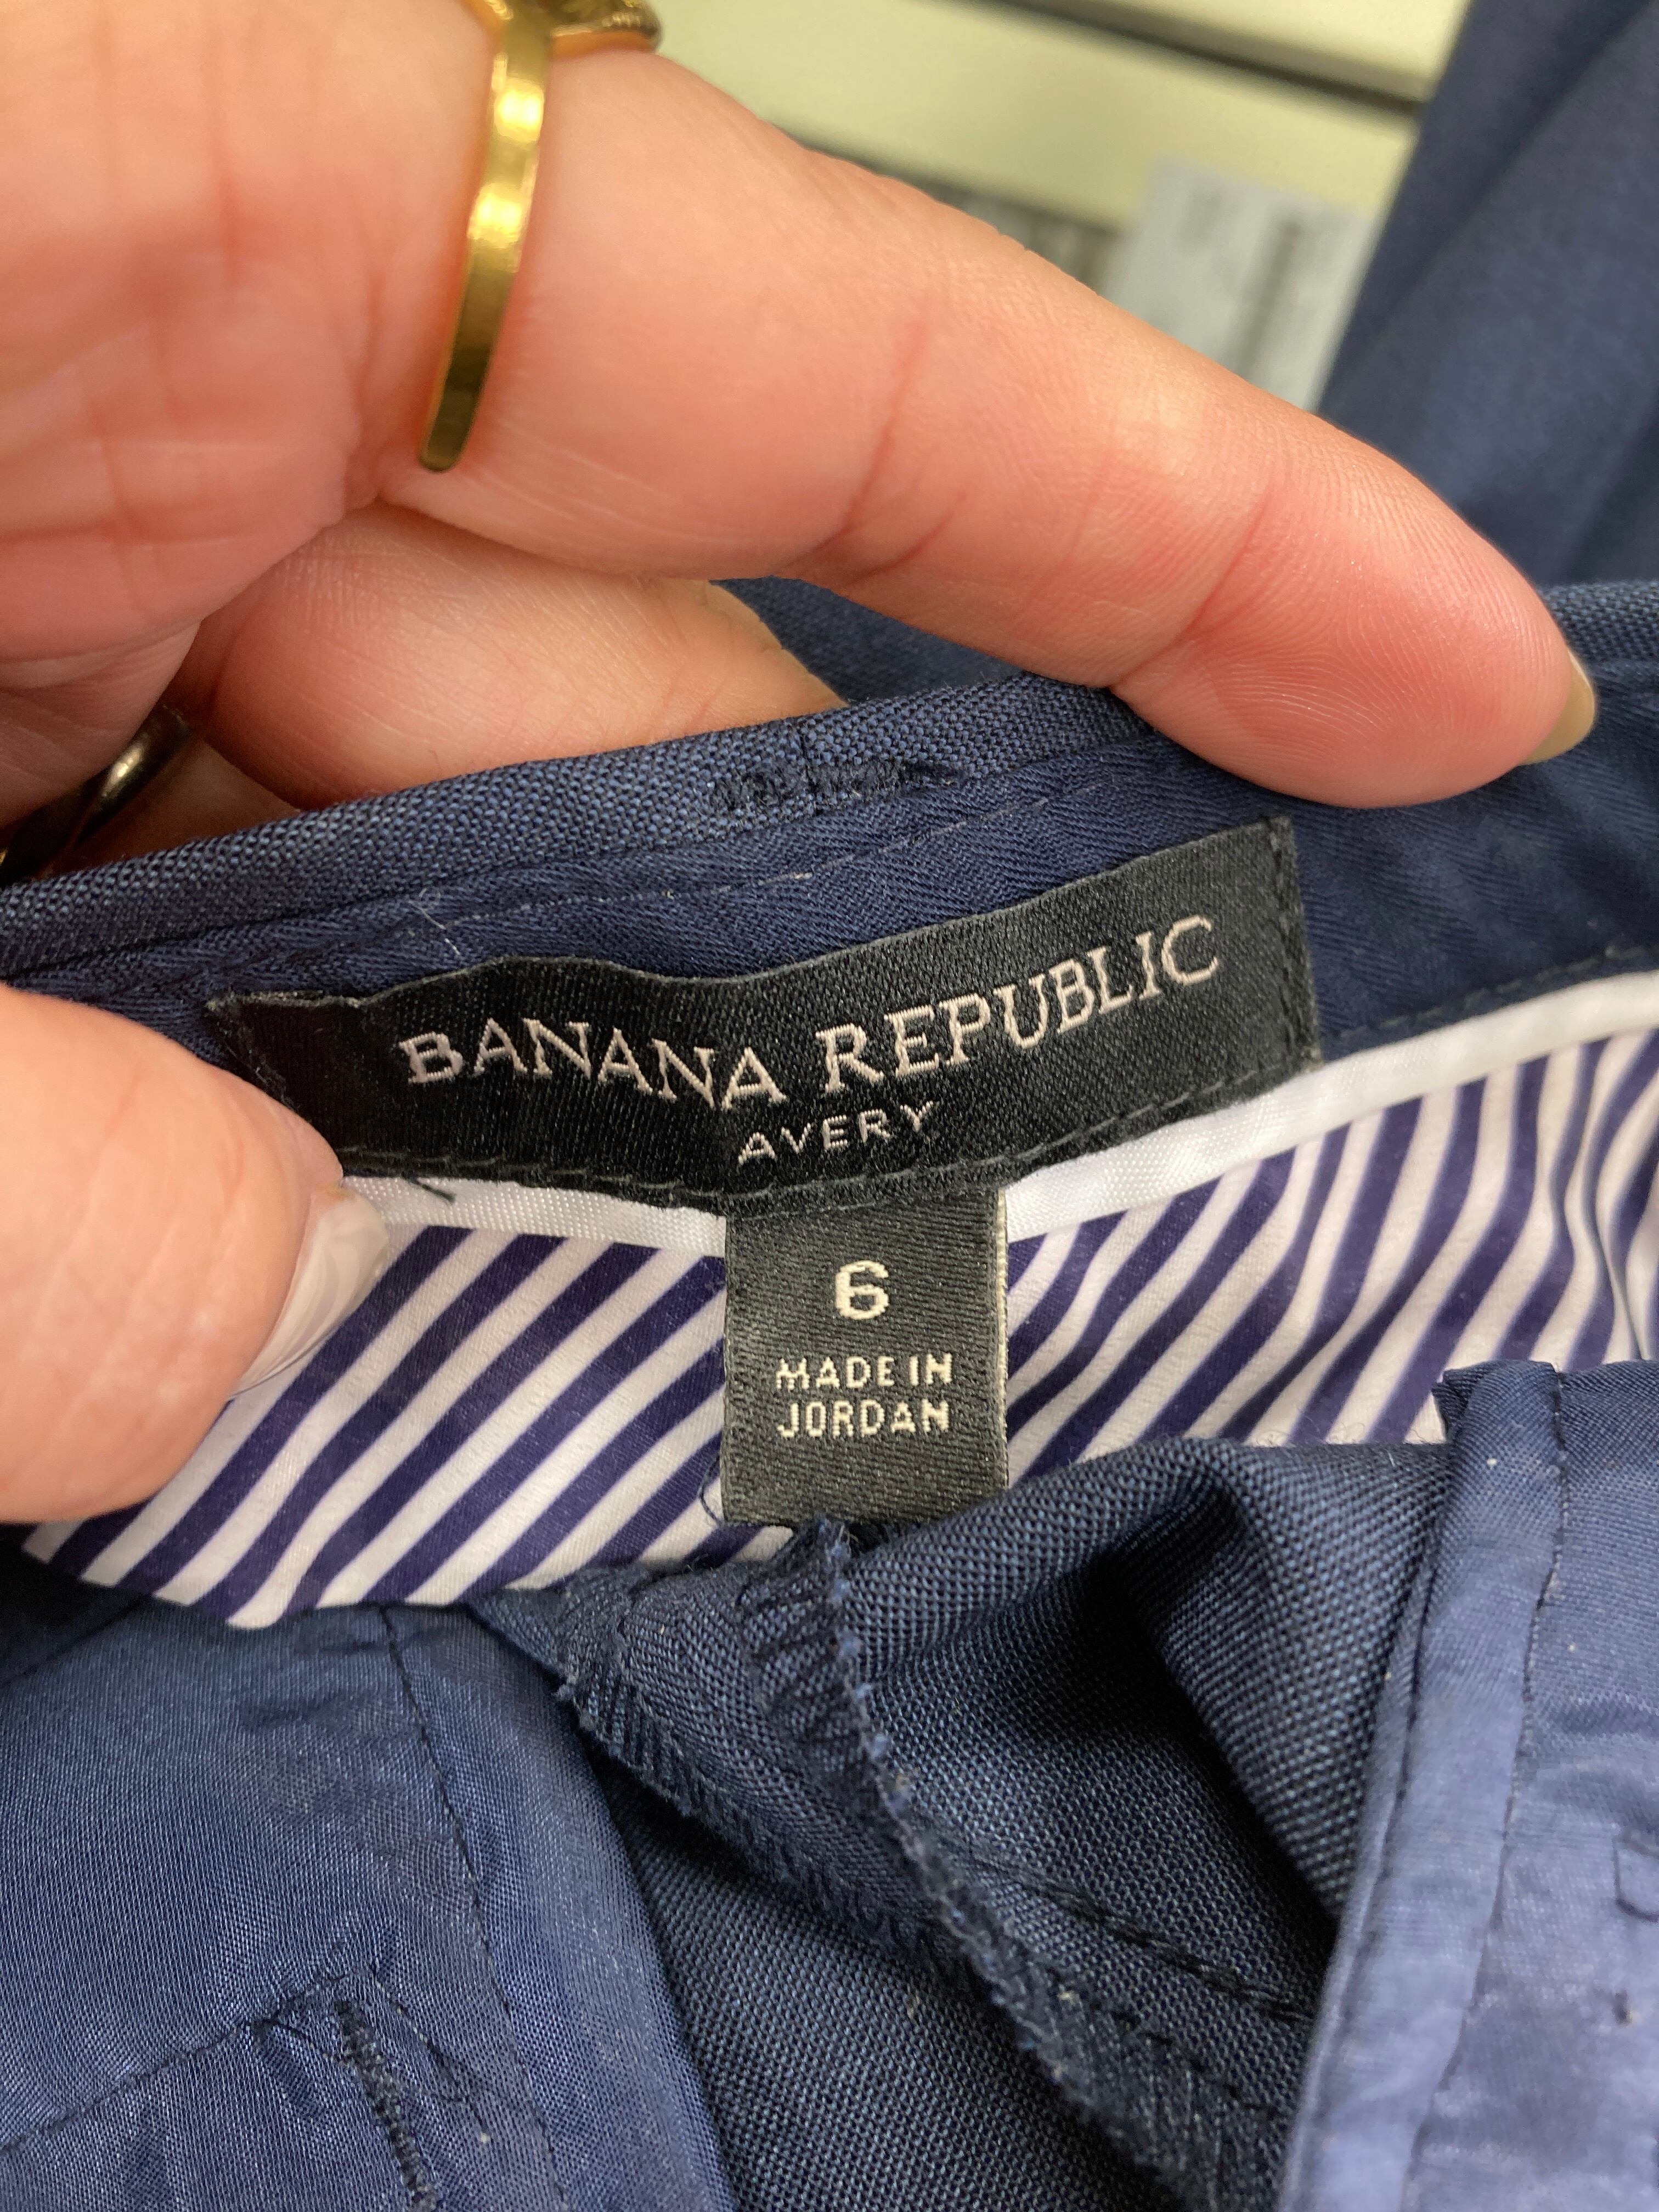 BANANA REPUBLIC
AVERY
6
MADE IN
JORDAN